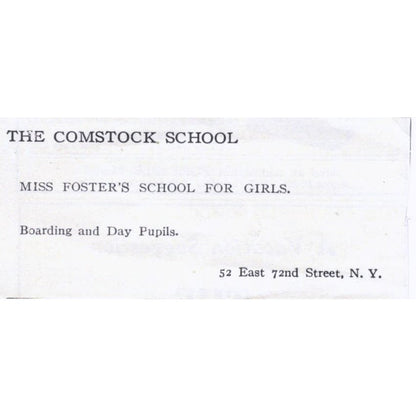 THE COMSTOCK SCHOOL
MISS FOSTER'S SCHOOL FOR GIRLS.
Boarding and Day Pupils.
52 East 72nd Street, N. Y.